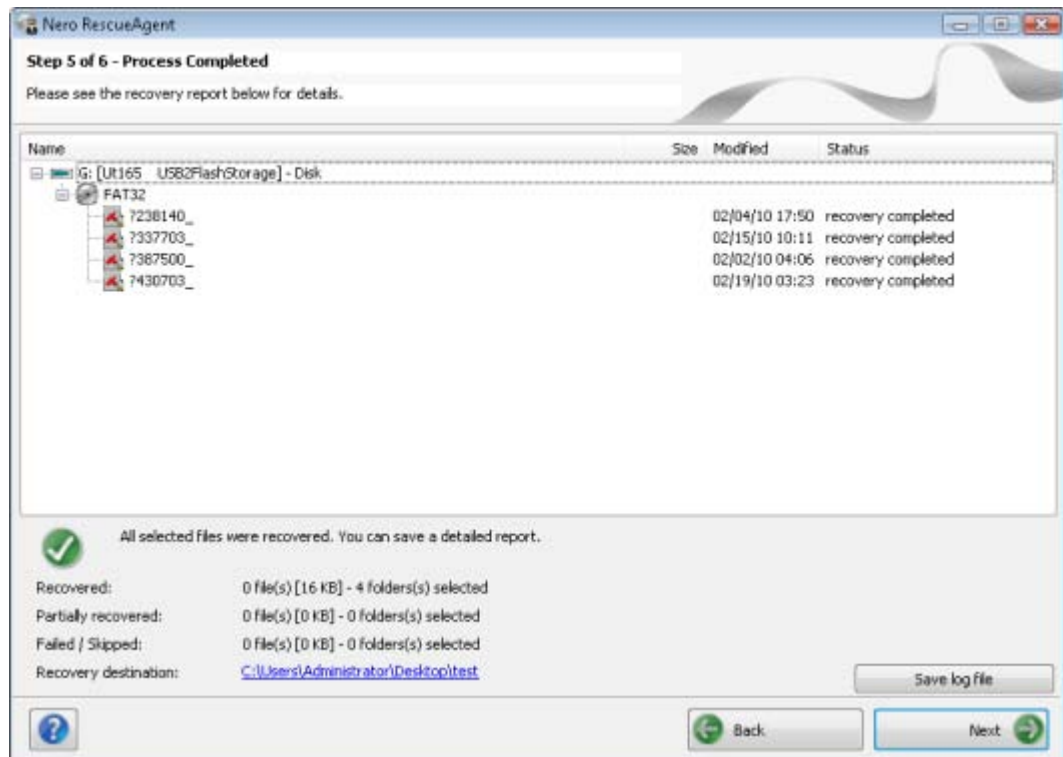 Nero RescueAgent
Step 5 of 6 - Process Completed
Please see the recovery report below for details.
Name Size Modified Status
G: [Ut165 USB2FlashStorage] - Disk
FAT32
?238140_ 02/04/10 17:50 recovery completed
?337703_ 02/15/10 10:11 recovery completed
?387500_ 02/02/10 04:06 recovery completed
?430703_ 02/19/10 03:23 recovery completed
All selected files were recovered. You can save a detailed report.
Recovered: 0 file(s) [16 KB] - 4 folders(s) selected
Partially recovered: 0 file(s) [0 KB] - 0 folders(s) selected
Failed / Skipped: 0 file(s) [0 KB] - 0 folders(s) selected
Recovery destination: C:\Users\Administrator\Desktop\test
Save log file
? Back Next